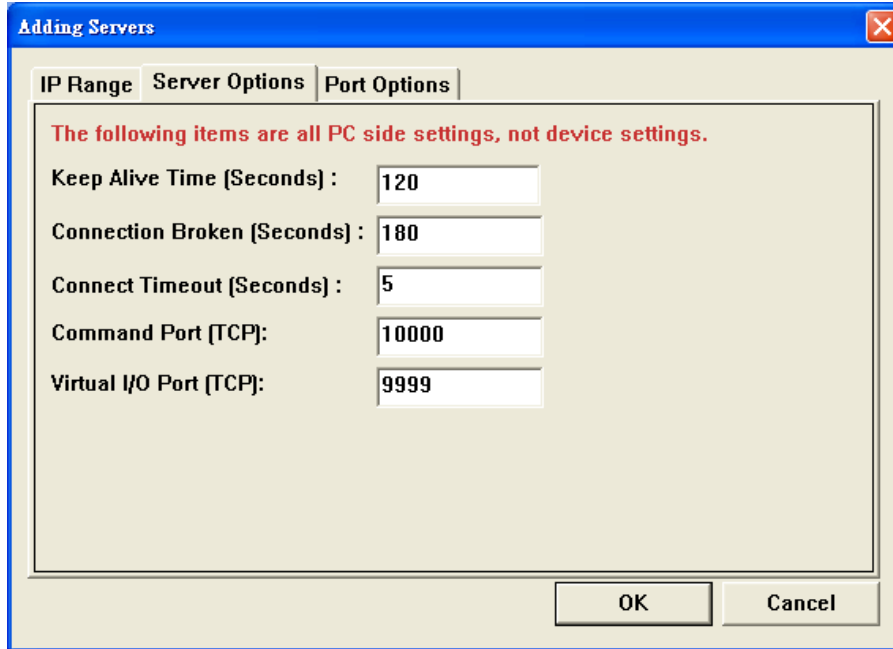 Adding Servers
IP Range Server Options Port Options
The following items are all PC side settings, not device settings.
Keep Alive Time (Seconds) : 120
Connection Broken (Seconds) : 180
Connect Timeout (Seconds) : 5
Command Port (TCP): 10000
Virtual I/O Port (TCP): 9999
OK Cancel